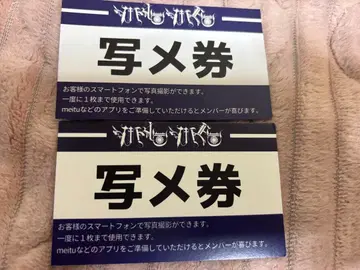 写メ券
お客様のスマートフォンで写真撮影ができます。
一度に1枚まで使用できます。
meituなどのアプリをご準備していただけるとメンバーが喜びます。
写メ券
お客様のスマートフォンで写真撮影ができます。
一度に1枚まで使用できます。
meituなどのアプリをご準備していただけるとメンバーが喜びます。